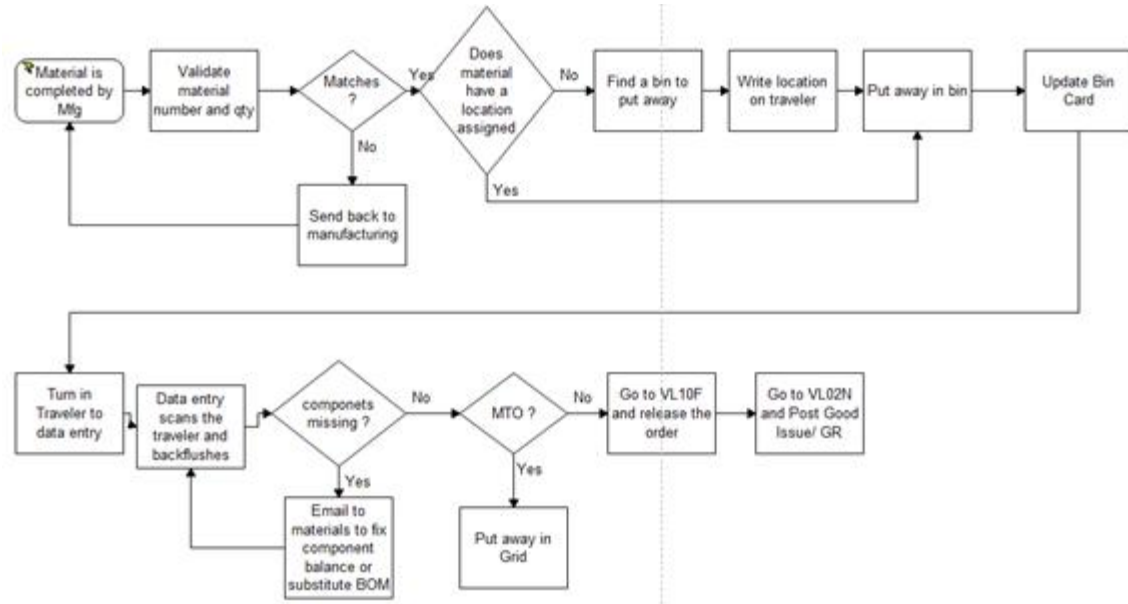 Material is
completed by
Mfg
Validate
material
number and qty
Matches
?
Yes
No
Send back to
manufacturing
Does
material
have a
location
assigned
No
Yes
Find a bin to
put away
Write location
on traveler
Put away in bin
Update Bin
Card
Turn in
Traveler to
data entry
Data entry
scans the
traveler and
backflushes
componets
missing ?
No
Yes
Email to
materials to fix
component
balance or
substitute BOM
MTO ?
No
Yes
Put away in
Grid
Go to VL10F
and release the
order
Go to VL02N
and Post Good
Issue/ GR